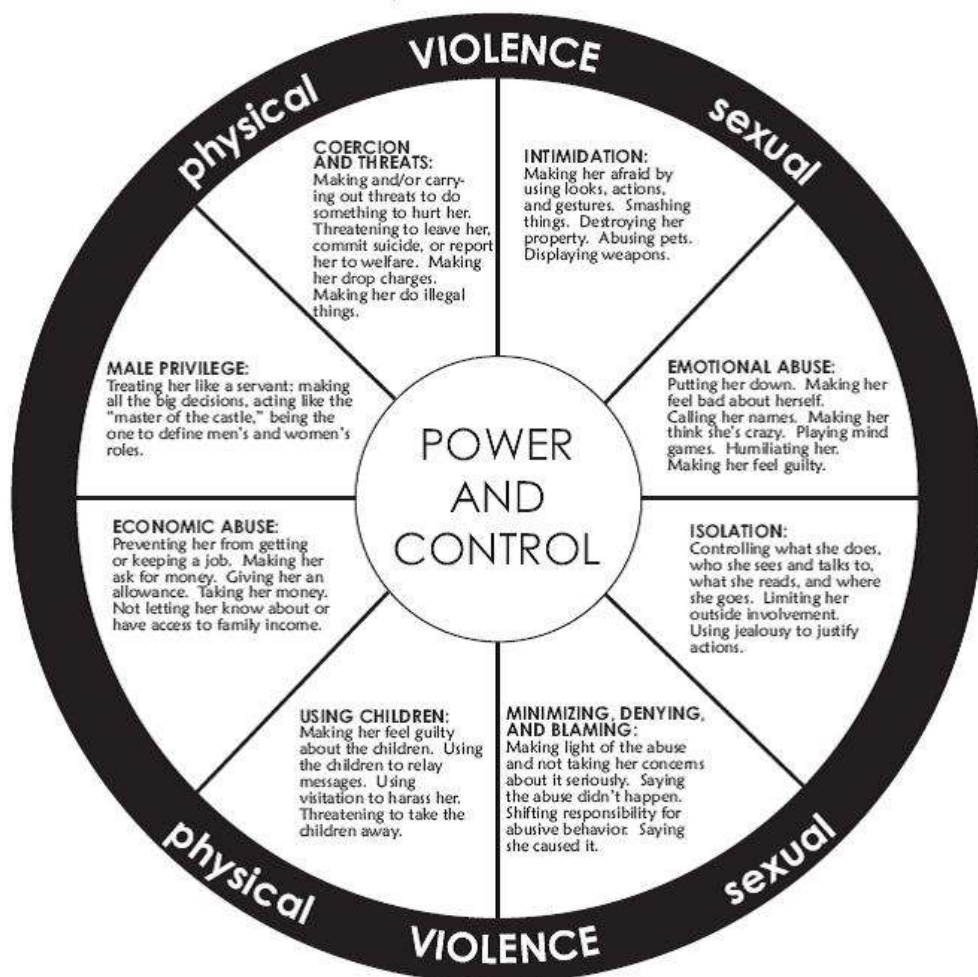 VIOLENCE
physical
sexual
COERCION
AND THREATS:
Making and/or carry-
ing out threats to do
something to hurt her.
Threatening to leave her,
commit suicide, or report
her to welfare.  Making
her drop charges.
Making her do illegal
things.
INTIMIDATION:
Making her afraid by
using looks, actions,
and gestures.  Smashing
things.  Destroying her
property.  Abusing pets.
Displaying weapons.
MALE PRIVILEGE:
Treating her like a servant: making
all the big decisions, acting like the
“master of the castle,” being the
one to define men’s and women’s
roles.
EMOTIONAL ABUSE:
Putting her down.  Making her
feel bad about herself.
Calling her names.  Making her
think she’s crazy.  Playing mind
games.  Humiliating her.
Making her feel guilty.
POWER
AND
CONTROL
ECONOMIC ABUSE:
Preventing her from getting
or keeping a job.  Making her
ask for money.  Giving her an
allowance.  Taking her money.
Not letting her know about or
have access to family income.
ISOLATION:
Controlling what she does,
who she sees and talks to,
what she reads, and where
she goes.  Limiting her
outside involvement.
Using jealousy to justify
actions.
USING CHILDREN:
Making her feel guilty
about the children.  Using
the children to relay
messages.  Using
visitation to harass her.
Threatening to take the
children away.
MINIMIZING, DENYING,
AND BLAMING:
Making light of the abuse
and not taking her concerns
about it seriously.  Saying
the abuse didn’t happen.
Shifting responsibility for
abusive behavior.  Saying
she caused it.
physical
sexual
VIOLENCE